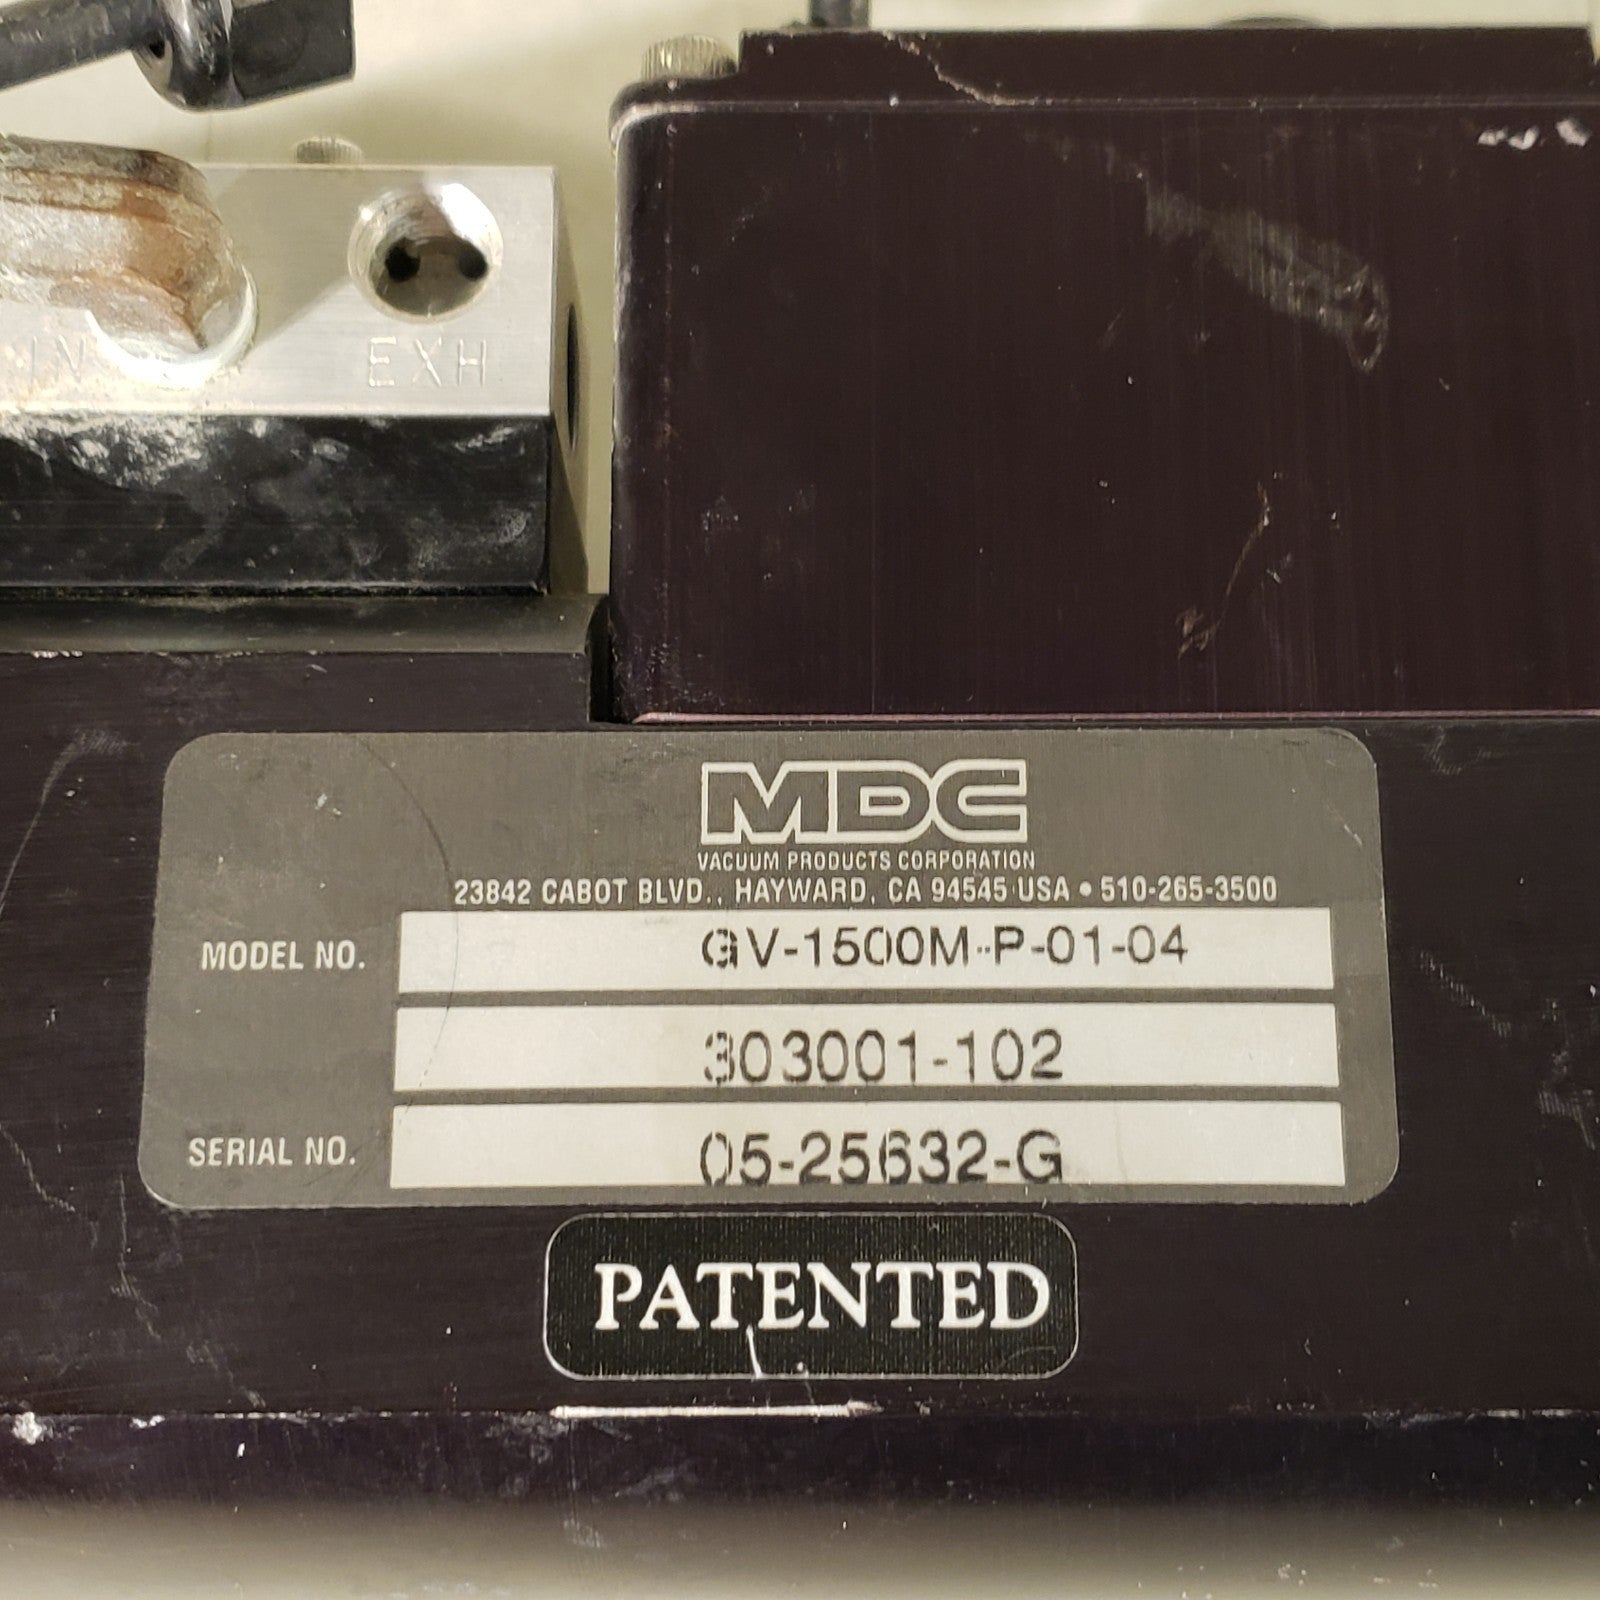 IN
EXH
MDC
VACUUM PRODUCTS CORPORATION
23842 CABOT BLVD., HAYWARD, CA 94545 USA • 510-265-3500
MODEL NO. GV-1500M-P-01-04
303001-102
SERIAL NO. 05-25632-G
PATENTED